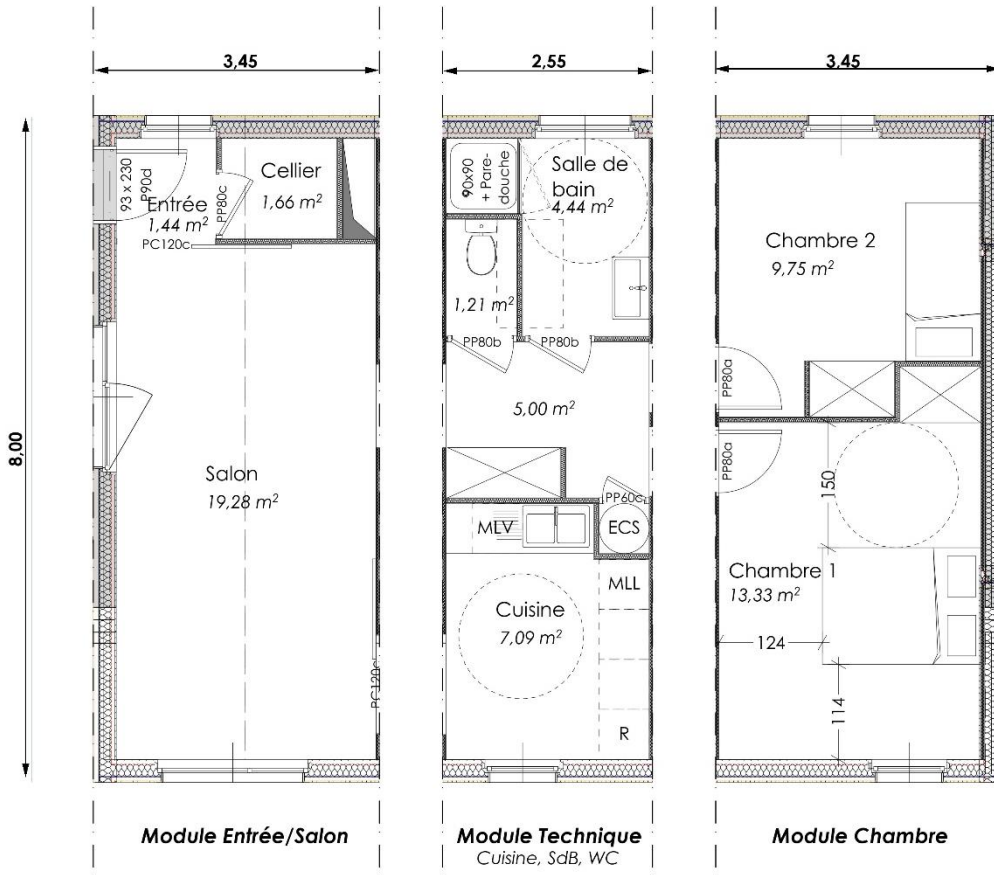 3,45
2,55
3,45
8,00
93 x 230
P90d
Entrée
1,44 m²
PP80c
Cellier
1,66 m²
PC120c
Salon
19,28 m²
PC120c
90x90
+ Pare-
douche
Salle de
bain
4,44 m²
1,21 m²
PP80b
PP80b
5,00 m²
PP60c
MLV
ECS
MLL
Cuisine
7,09 m²
R
Chambre 2
9,75 m²
PP80a
PP80a
150
Chambre 1
13,33 m²
124
114
Module Entrée/Salon
Module Technique
Cuisine, SdB, WC
Module Chambre